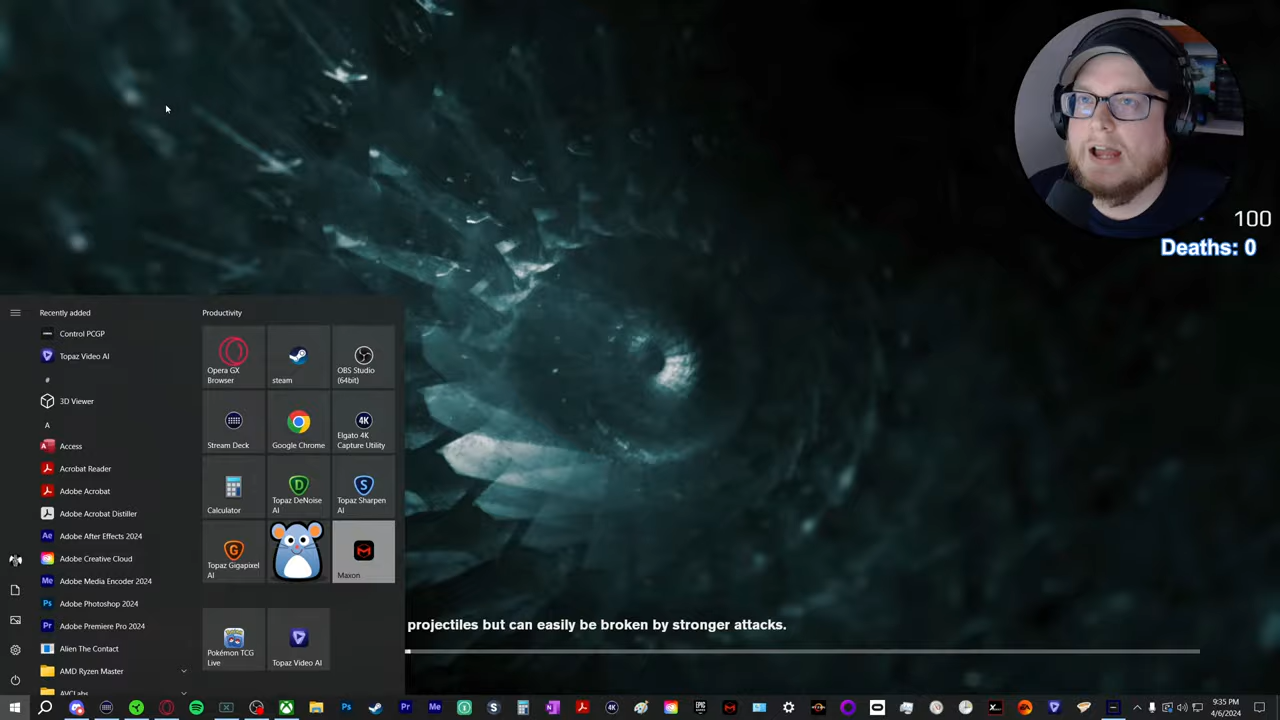 100
Deaths: 0
Recently added
Control PCGP
Topaz Video AI
#
3D Viewer
A
Access
Acrobat Reader
Adobe Acrobat
Adobe Acrobat Distiller
Adobe After Effects 2024
Adobe Creative Cloud
Adobe Media Encoder 2024
Adobe Photoshop 2024
Adobe Premiere Pro 2024
Alien The Contact
AMD Ryzen Master
AVCLabs
Productivity
Opera GX
Browser
steam
OBS Studio
(64bit)
Stream Deck
Google Chrome
Elgato 4K
Capture Utility
Calculator
Topaz DeNoise
AI
Topaz Sharpen
AI
Topaz Gigapixel
AI
Maxon
Pokémon TCG
Live
Topaz Video AI
projectiles but can easily be broken by stronger attacks.
9:35 PM
4/6/2024